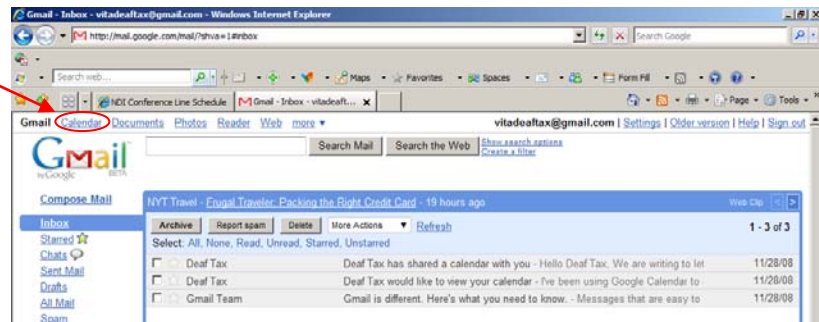 Gmail - Inbox - vitadeaftax@gmail.com - Windows Internet Explorer
http://mail.google.com/mail/?shva=1#inbox
Search Google
Search web...
Maps
Favorites
Spaces
Form Fill
NDI Conference Line Schedule
Gmail - Inbox - vitadeaft...
Page
Tools
Gmail Calendar Documents Photos Reader Web more ▼
vitadeaftax@gmail.com | Settings | Older version | Help | Sign out
Gmail
by Google BETA
Search Mail
Search the Web
Show search options
Create a filter
Compose Mail
NYT Travel - Frugal Traveler: Packing the Right Credit Card - 19 hours ago
Web Clip
Inbox
Archive Report spam Delete More Actions ▼ Refresh
1 - 3 of 3
Starred
Select: All, None, Read, Unread, Starred, Unstarred
Chats
Deaf Tax Deaf Tax has shared a calendar with you - Hello Deaf Tax, We are writing to let 11/28/08
Sent Mail
Deaf Tax Deaf Tax would like to view your calendar - I've been using Google Calendar to 11/28/08
Drafts
Gmail Team Gmail is different. Here's what you need to know. - Messages that are easy to 11/28/08
All Mail
Spam